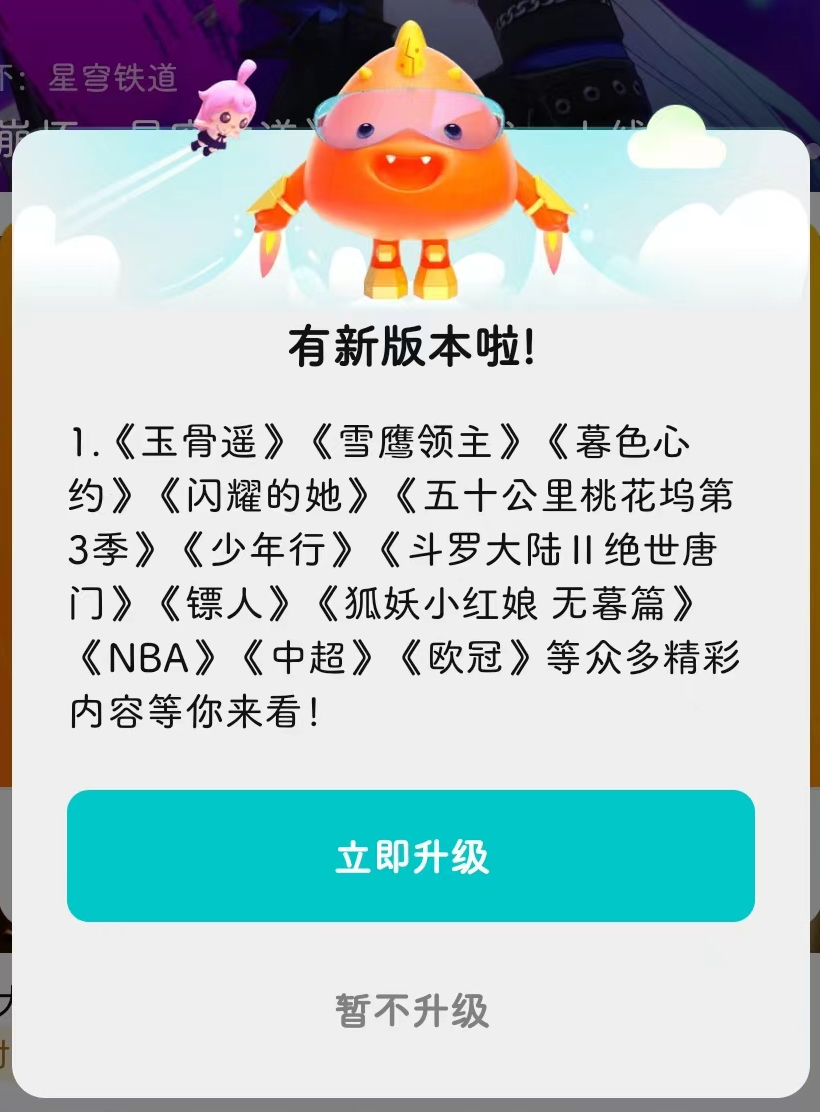 星穹铁道
有新版本啦!
1.《玉骨遥》《雪鹰领主》《暮色心
约》《闪耀的她》《五十公里桃花坞第
3季》《少年行》《斗罗大陆Ⅱ绝世唐
门》《镖人》《狐妖小红娘 无暮篇》
《NBA》《中超》《欧冠》等众多精彩
内容等你来看!
立即升级
暂不升级